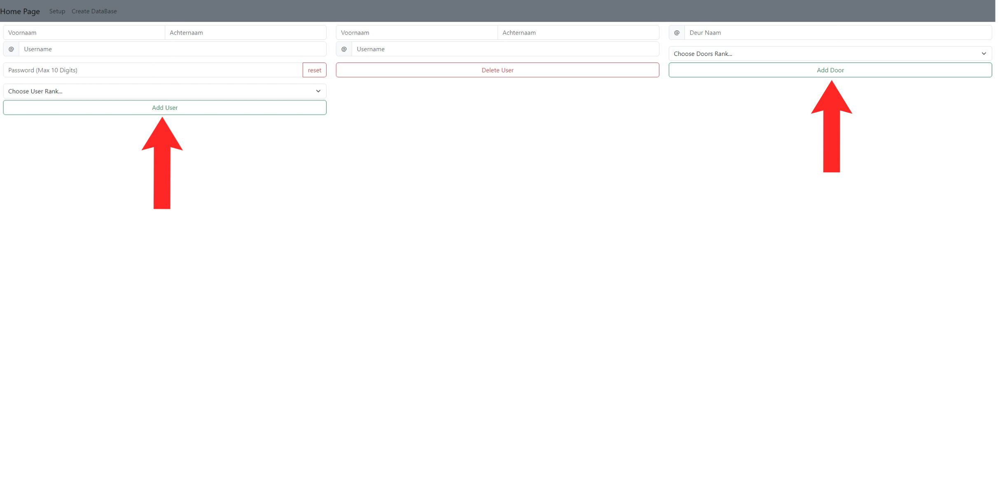 Home Page Setup Create DataBase
Voornaam Achternaam
@ Username
Password (Max 10 Digits) reset
Choose User Rank...
Add User
Voornaam Achternaam
@ Username
Delete User
@ Deur Naam
Choose Doors Rank...
Add Door